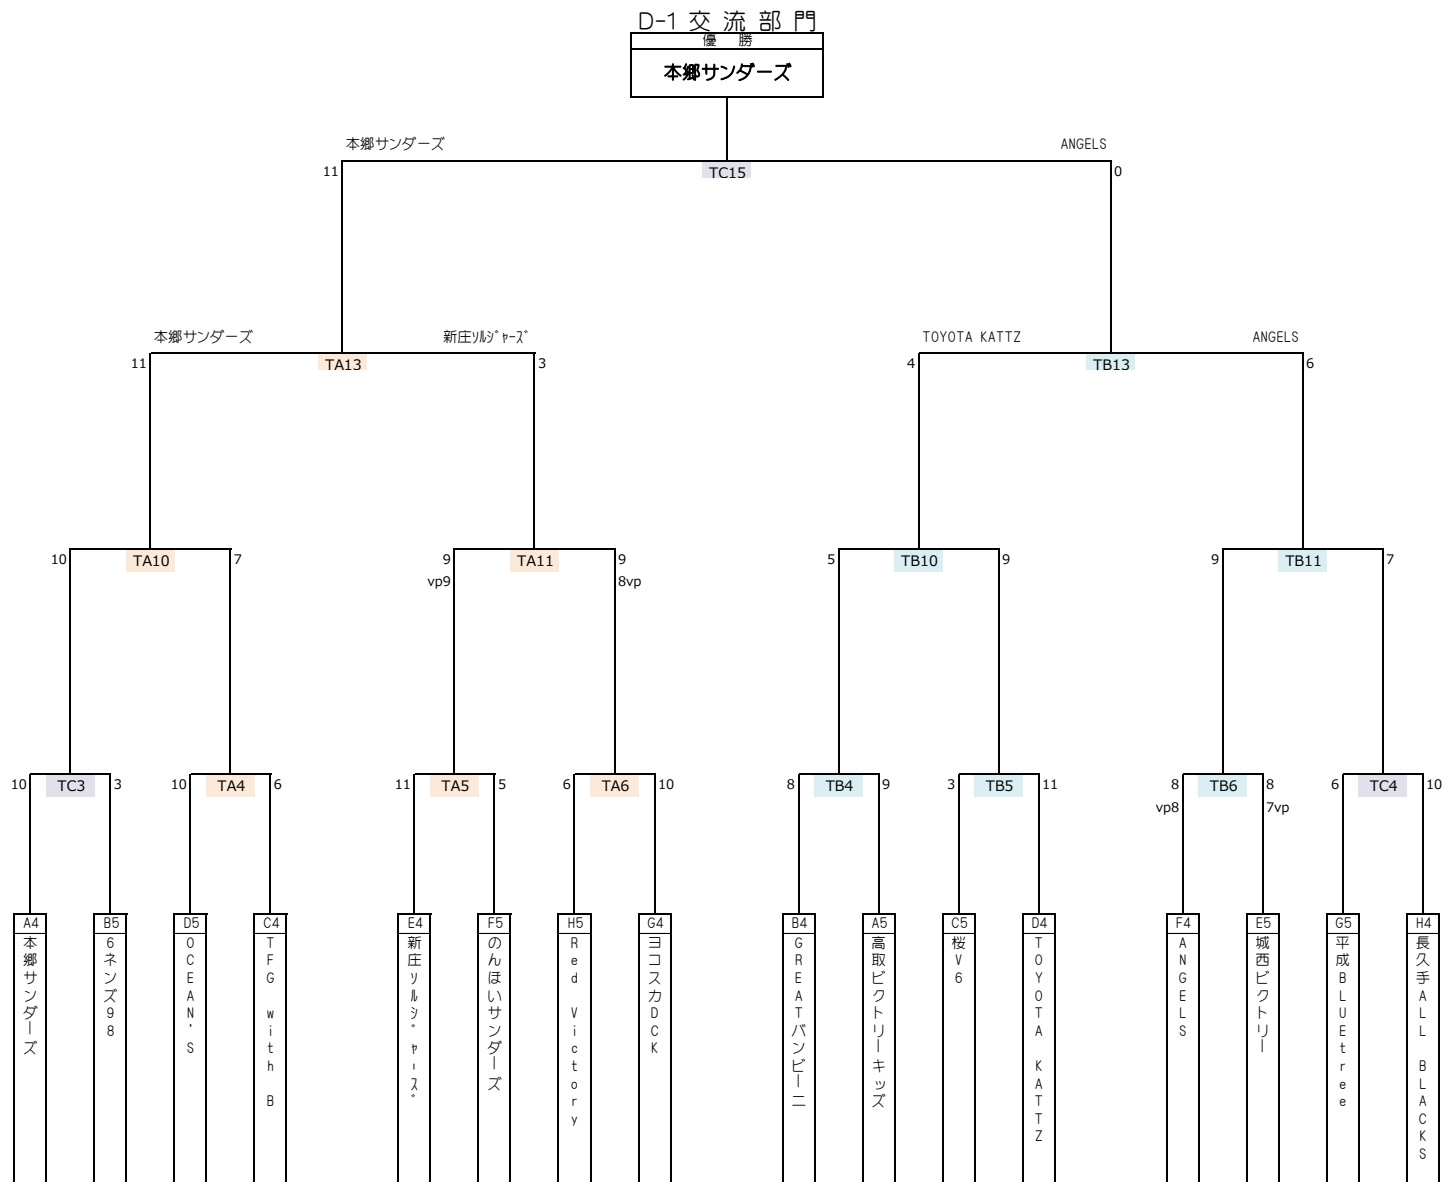 D-1 交 流 部 門
優　勝
本郷サンダーズ
本郷サンダーズ
ANGELS
11
TC15
0
本郷サンダーズ
新庄ｿﾙｼﾞｬｰｽﾞ
TOYOTA KATTZ
ANGELS
11
TA13
3
4
TB13
6
10
TA10
7
9
TA11
9
5
TB10
9
9
TB11
7
vp9
8vp
10
TC3
3
10
TA4
6
11
TA5
5
6
TA6
10
8
TB4
9
3
TB5
11
8
TB6
8
6
TC4
10
vp8
7vp
A4
B5
D5
C4
E4
F5
H5
G4
B4
A5
C5
D4
F4
E5
G5
H4
本郷サンダーズ
6ネンズ98
OCEAN'S
TFG with B
新庄ｿﾙｼﾞｬｰｽﾞ
のんほいサンダーズ
Red Victory
ヨコスカDCK
GREATバンビーニ
高取ビクトリーキッズ
桜V6
TOYOTA KATTZ
ANGELS
城西ビクトリー
平成BLUEtree
長久手ALL BLACKS